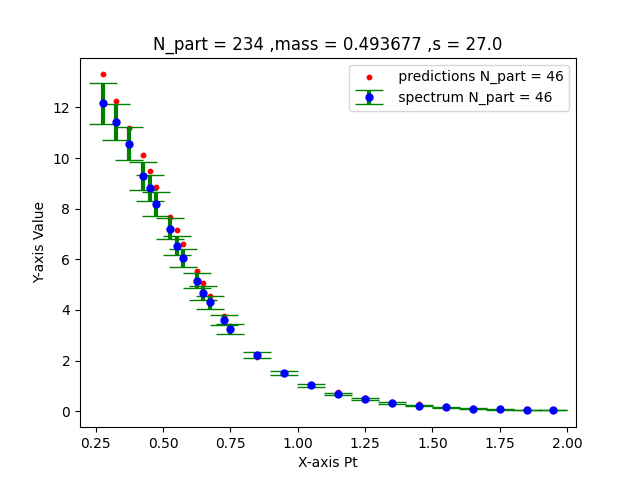 N_part = 234 ,mass = 0.493677 ,s = 27.0
predictions N_part = 46
spectrum N_part = 46
Y-axis Value
12
10
8
6
4
2
0
0.25 0.50 0.75 1.00 1.25 1.50 1.75 2.00
X-axis Pt